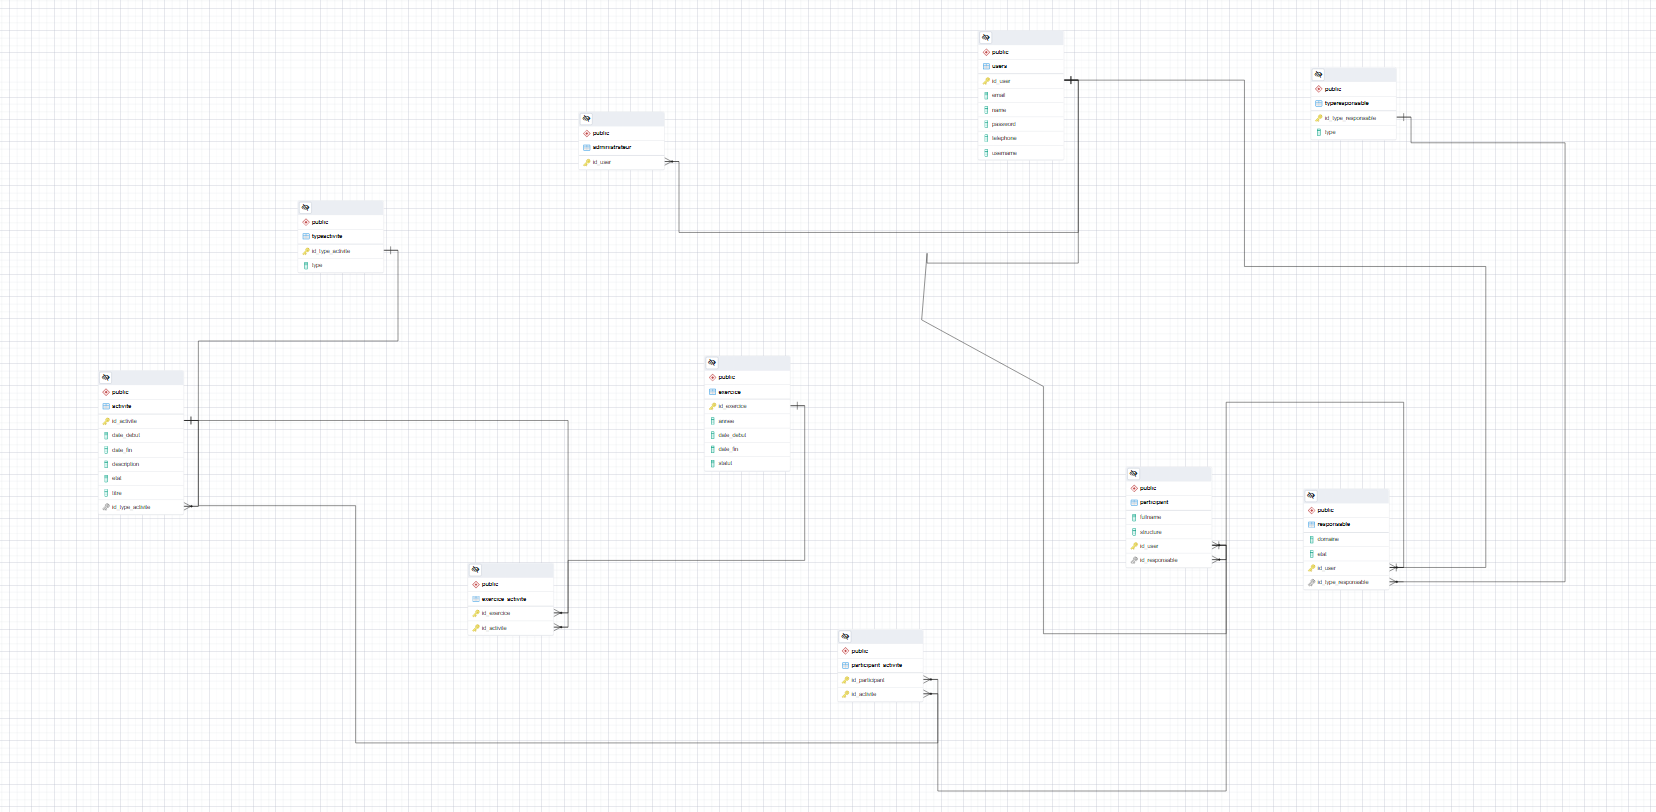 public
users
id_user
email
name
password
telephone
username
public
typeresponsable
id_type_responsable
type
public
administrateur
id_user
public
typeactivite
id_type_activite
type
public
activite
id_activite
date_debut
date_fin
description
etat
titre
id_type_activite
public
exercice
id_exercice
annee
date_debut
date_fin
statut
public
exercice_activite
id_exercice
id_activite
public
participant
fullname
structure
id_user
id_responsable
public
responsable
domaine
etat
id_user
id_type_responsable
public
participant_activite
id_participant
id_activite